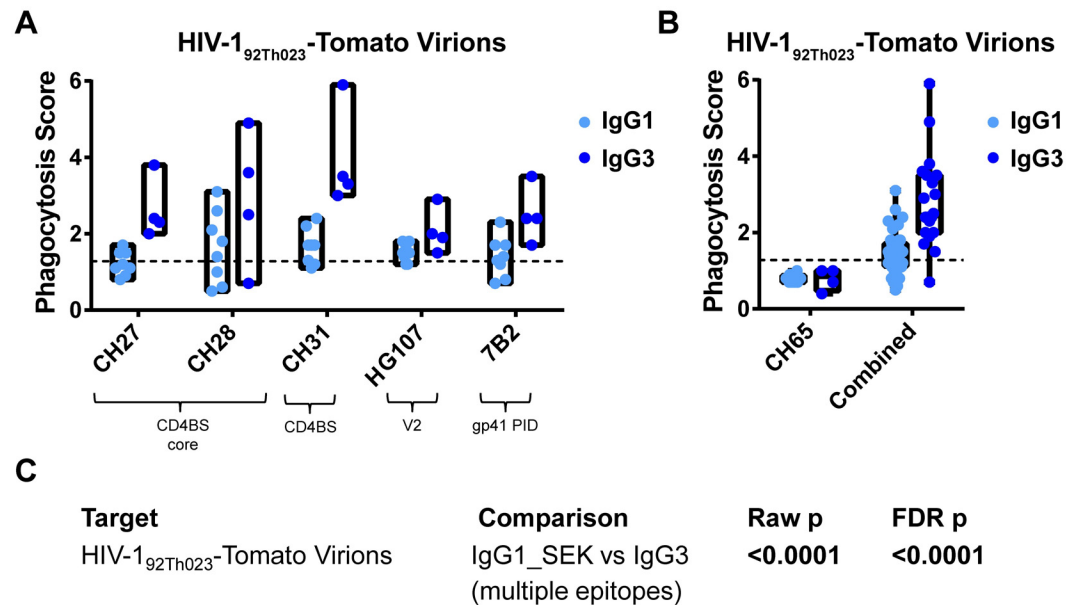 A
HIV-192Th023-Tomato Virions
Phagocytosis Score
6
4
2
0
IgG1
IgG3
CH27
CH28
CH31
HG107
7B2
CD4BS
core
CD4BS
V2
gp41 PID
B
HIV-192Th023-Tomato Virions
Phagocytosis Score
6
4
2
0
IgG1
IgG3
CH65
Combined
C
Target Comparison Raw p FDR p
HIV-192Th023-Tomato Virions IgG1_SEK vs IgG3 <0.0001 <0.0001
(multiple epitopes)